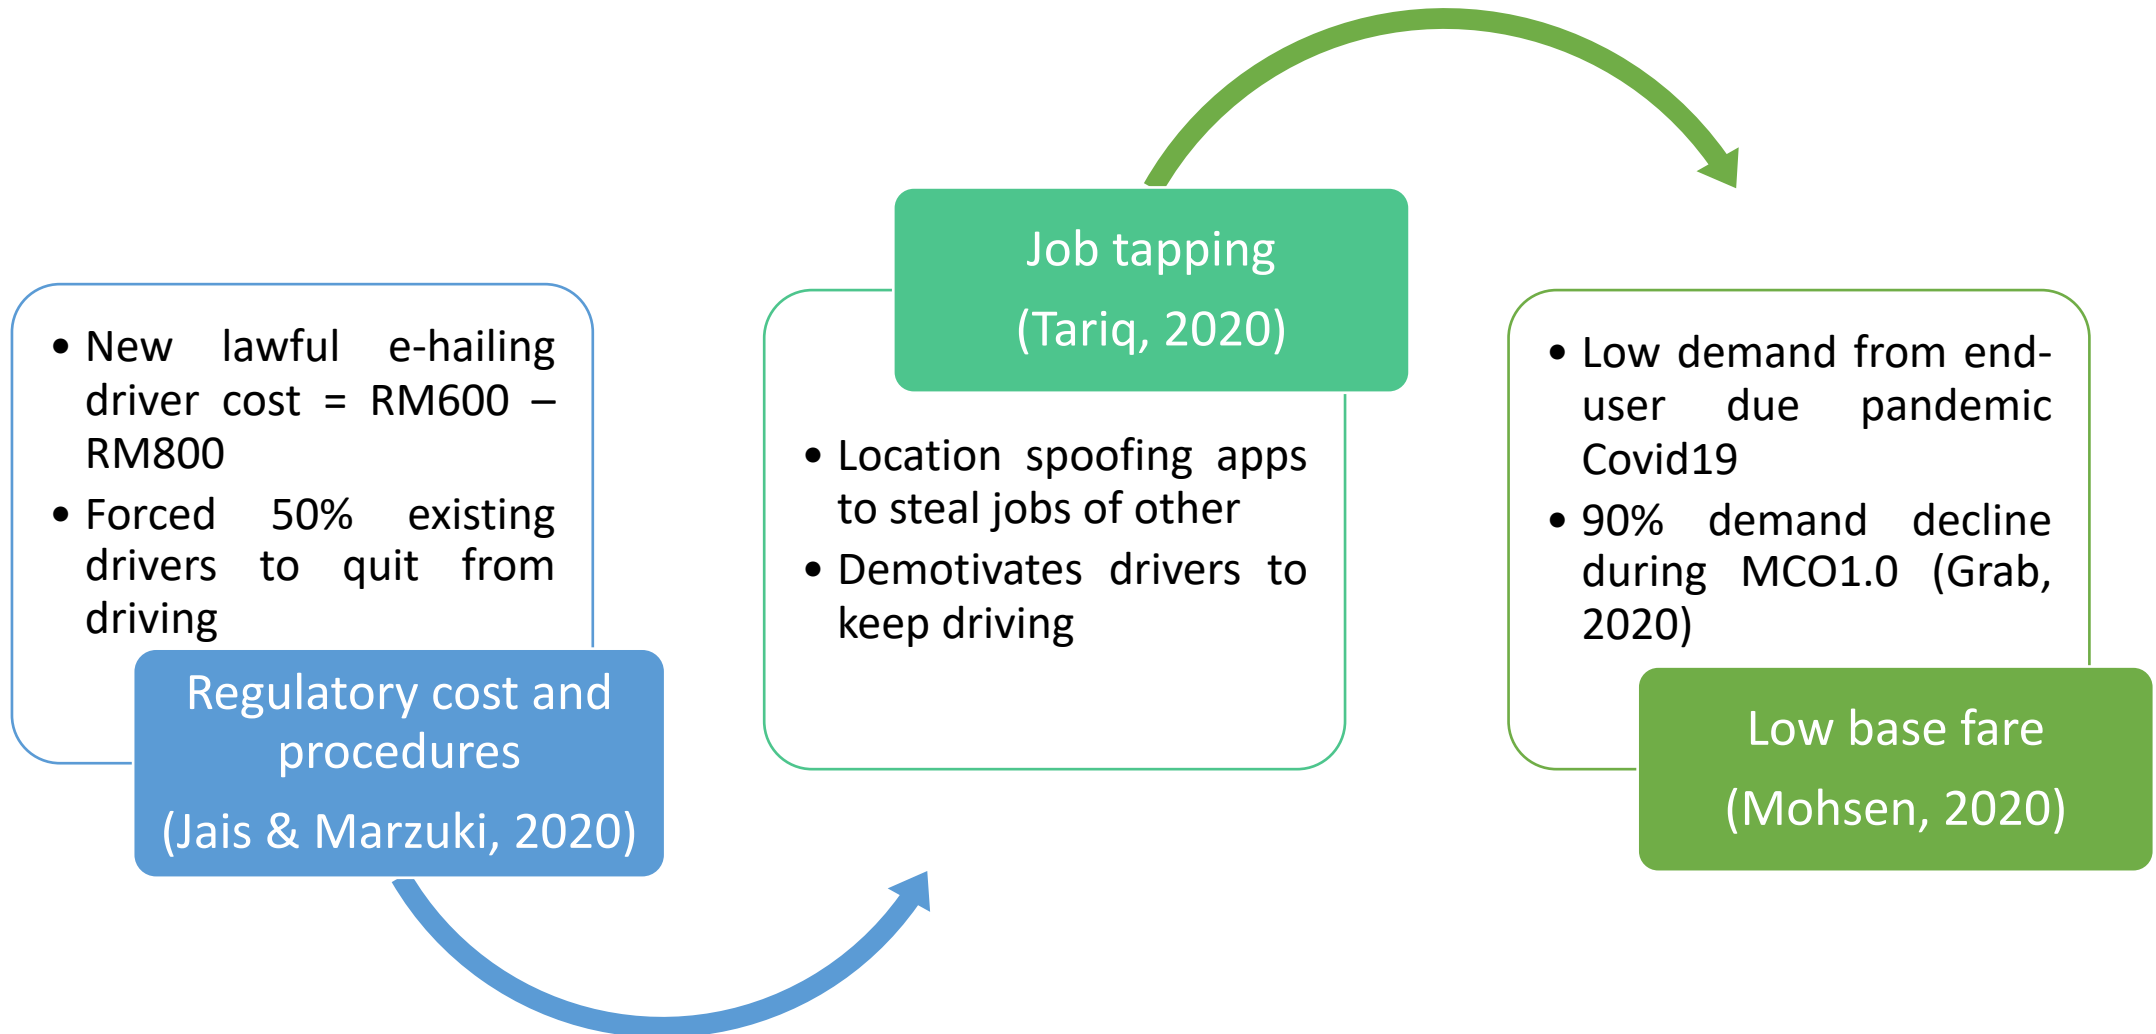 • New lawful e-hailing
driver cost = RM600 –
RM800
• Forced 50% existing
drivers to quit from
driving
Regulatory cost and
procedures
(Jais & Marzuki, 2020)
Job tapping
(Tariq, 2020)
• Location spoofing apps
to steal jobs of other
• Demotivates drivers to
keep driving
• Low demand from end-
user due pandemic
Covid19
• 90% demand decline
during MCO1.0 (Grab,
2020)
Low base fare
(Mohsen, 2020)